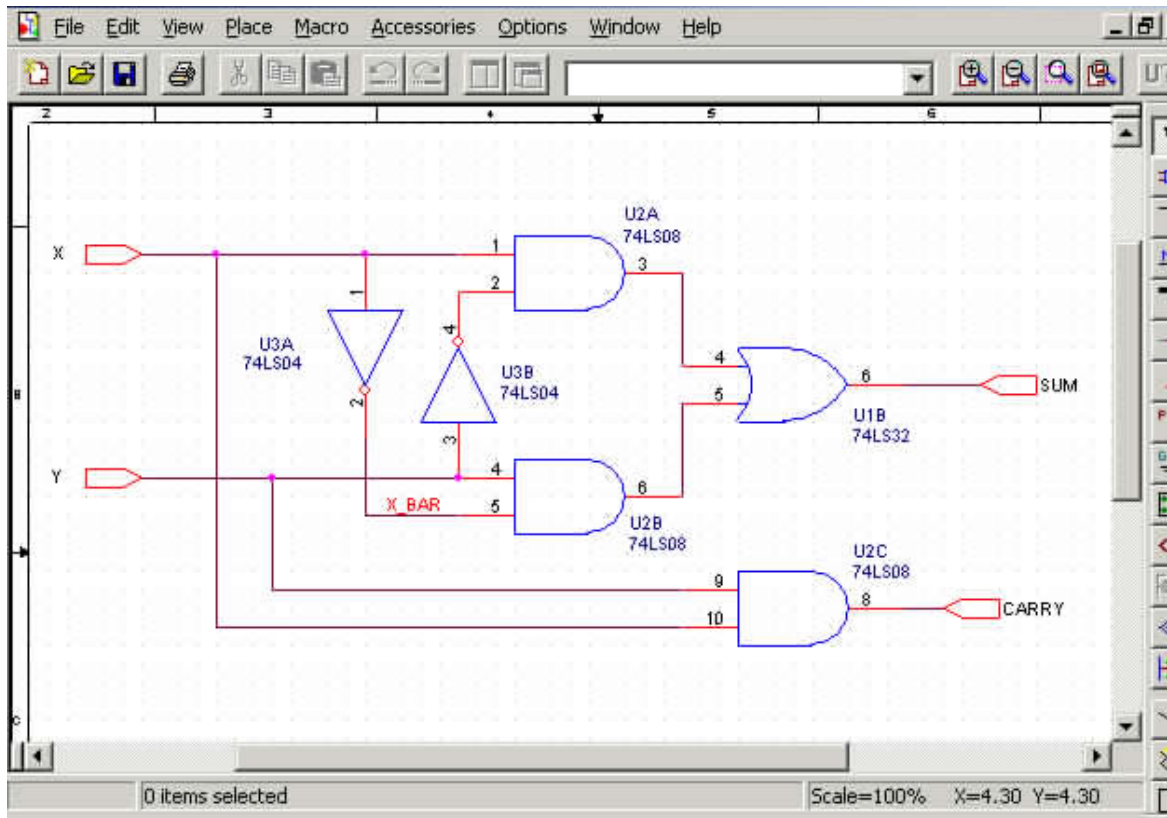 File Edit View Place Macro Accessories Options Window Help
2 3 4 5 6
U2A
74LS08
X
1
3
2
1
4
U3A
74LS04
U3B
74LS04
2
3
4
5
6
SUM
U1B
74LS32
Y
4
X_BAR
5
6
U2B
74LS08
U2C
74LS08
9
8
CARRY
10
B
C
0 items selected
Scale=100% X=4.30 Y=4.30